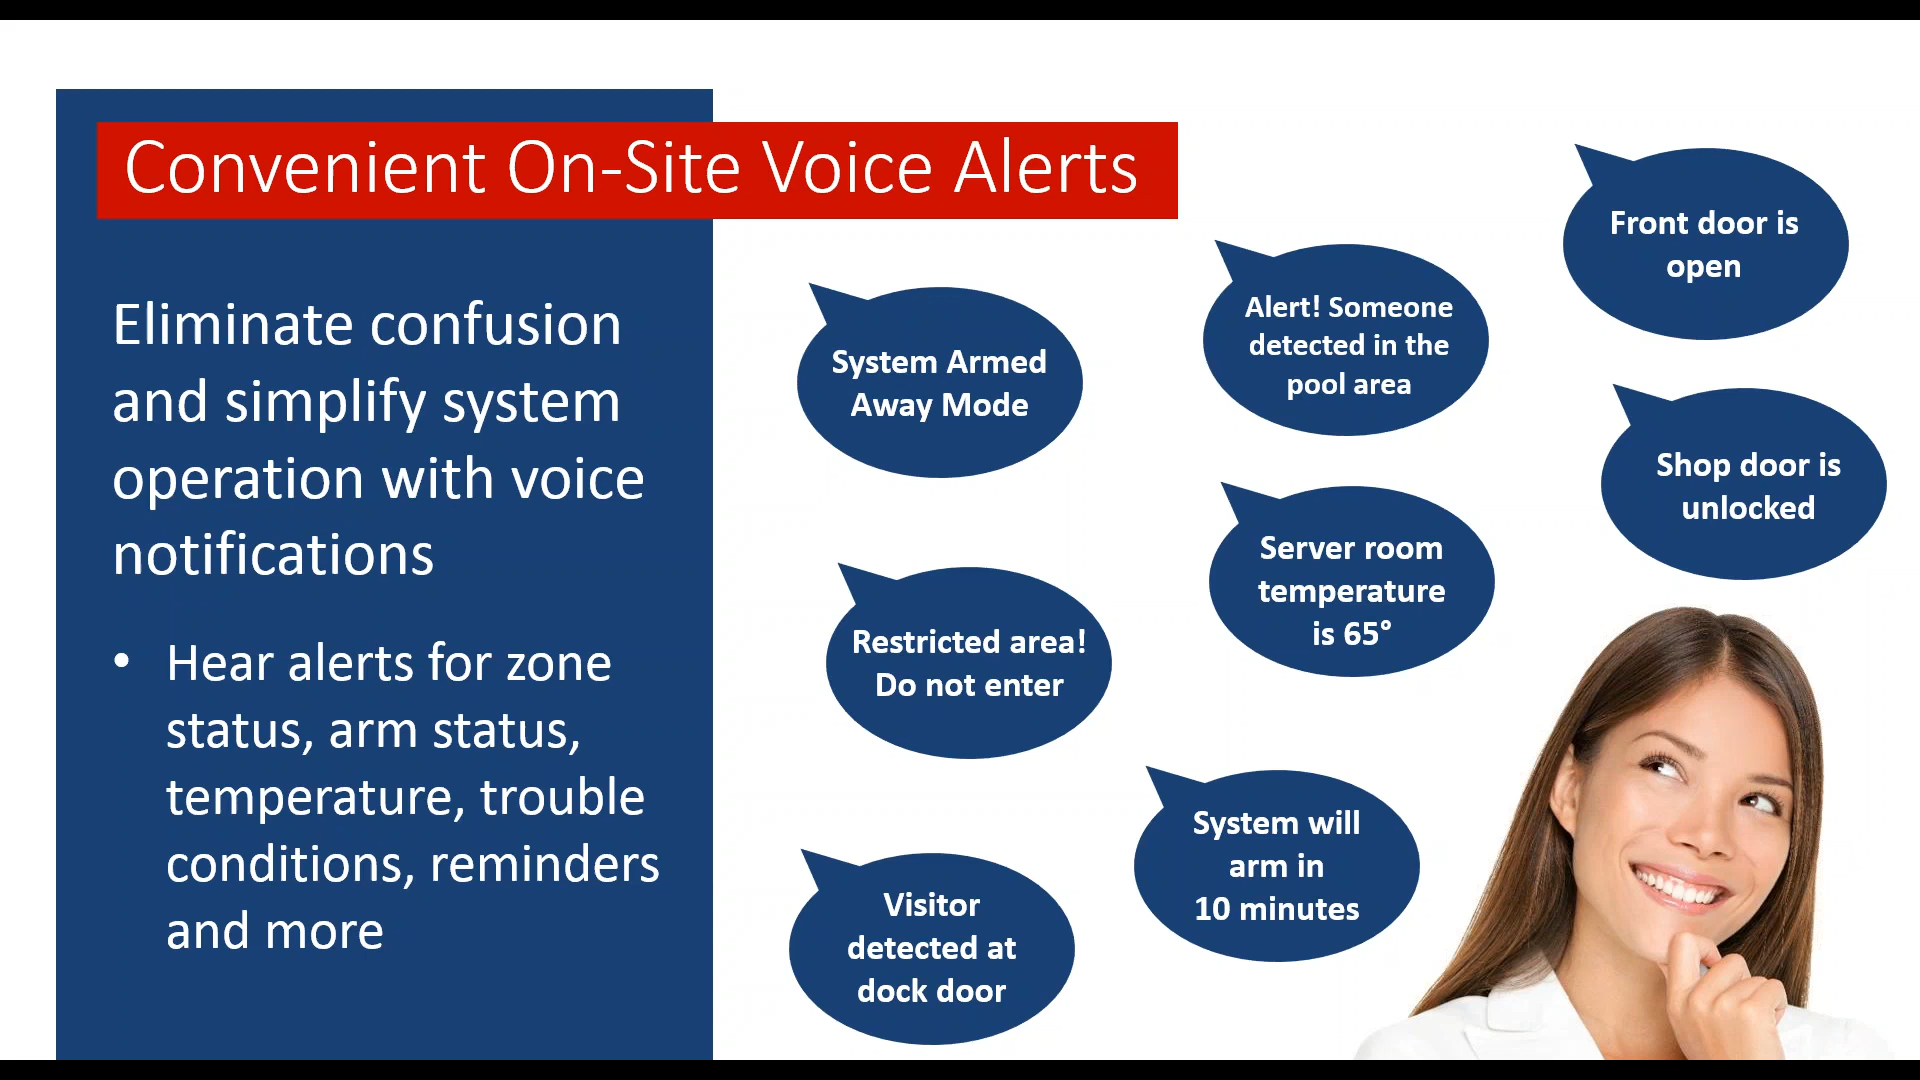 Convenient On-Site Voice Alerts
Eliminate confusion
and simplify system
operation with voice
notifications
• Hear alerts for zone
status, arm status,
temperature, trouble
conditions, reminders
and more
System Armed
Away Mode
Alert! Someone
detected in the
pool area
Front door is
open
Shop door is
unlocked
Server room
temperature
is 65°
Restricted area!
Do not enter
System will
arm in
10 minutes
Visitor
detected at
dock door